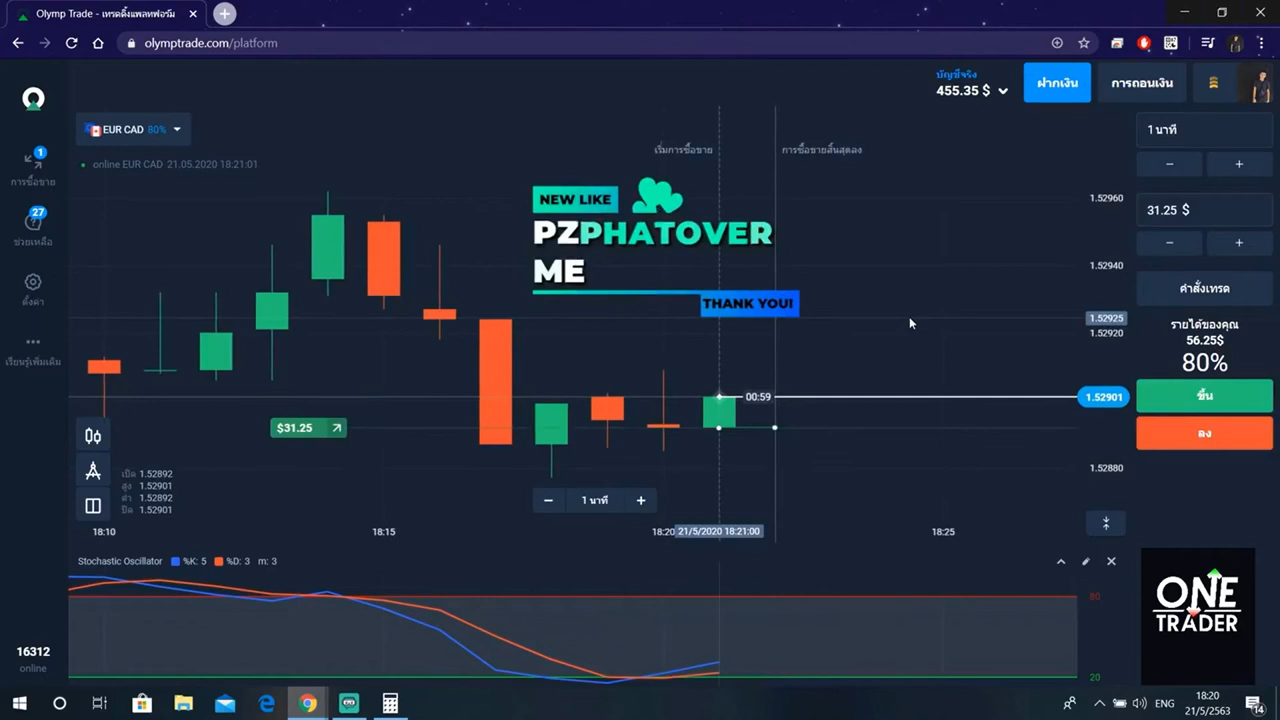 Olymp Trade - เทรดดิ้งแพลทฟอร์ม
olymptrade.com/platform
บัญชีจริง
455.35 $
ฝากเงิน
การถอนเงิน
EUR CAD 80%
online EUR CAD 21.05.2020 18:21:01
1
การซื้อขาย
27
ช่วยเหลือ
ตั้งค่า
เรียนรู้เพิ่มเติม
เริ่มการซื้อขาย
การซื้อขายสิ้นสุดลง
NEW LIKE
PZPHATOVER
ME
THANK YOU!
1 นาที
31.25 $
คำสั่งเทรด
รายได้ของคุณ
56.25$
80%
ขึ้น
ลง
1.52960
1.52940
1.52925
1.52920
1.52901
1.52880
00:59
$31.25
เปิด 1.52892
สูง 1.52901
ต่ำ 1.52892
ปิด 1.52901
1 นาที
18:10
18:15
18:20
21/5/2020 18:21:00
18:25
Stochastic Oscillator %K: 5 %D: 3 m: 3
80
20
ONE
TRADER
16312
online
ENG
18:20
21/5/2563
14